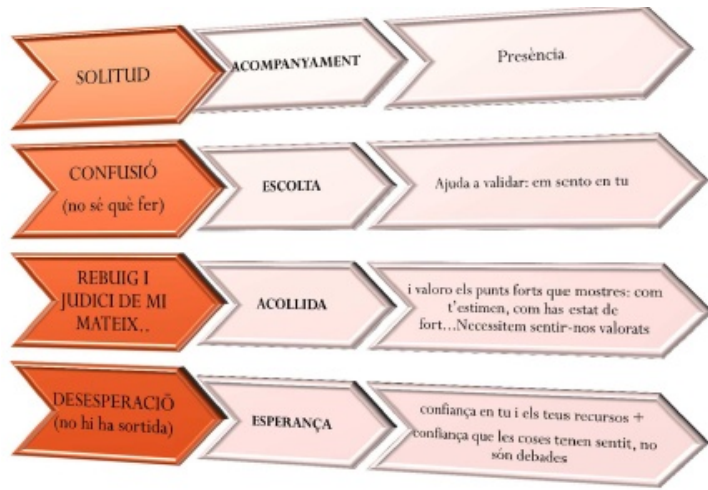 SOLITUD
ACOMPANYAMENT
Presència
CONFUSIÓ
(no sé què fer)
ESCOLTA
Ajuda a validar: em sento en tu
REBUIG I
JUDICI DE MI
MATEIX..
ACOLLIDA
i valoro els punts forts que mostres: com
t'estimen, com has estat de
fort...Necessitem sentir-nos valorats
DESESPERACIÓ
(no hi ha sortida)
ESPERANÇA
confiança en tu i els teus recursos +
confiança que les coses tenen sentit, no
són debades